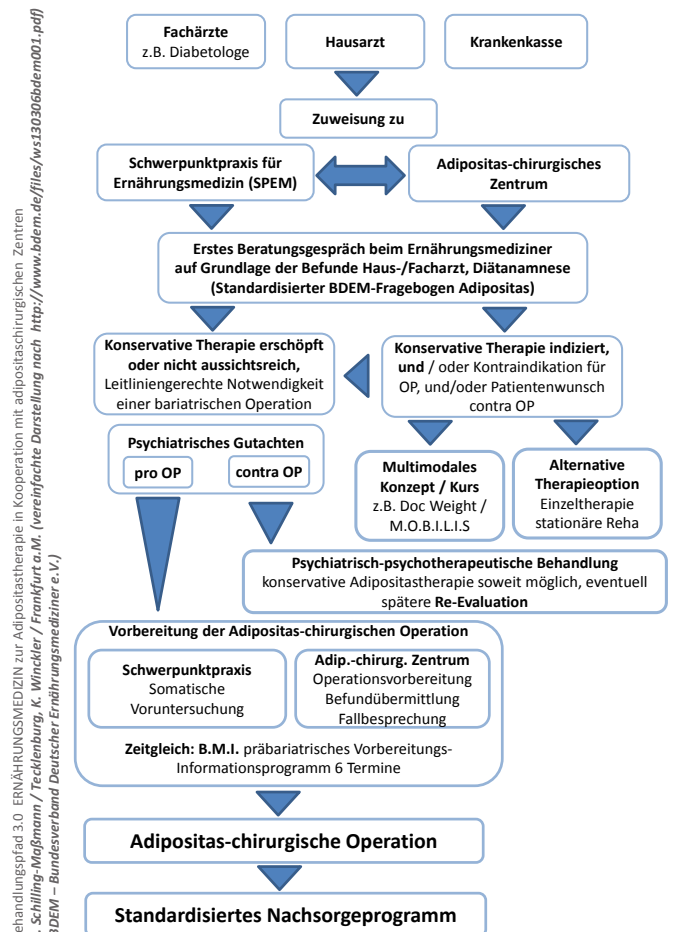 Fachärzte
z.B. Diabetologe
Hausarzt
Krankenkasse
Zuweisung zu
Schwerpunktpraxis für
Ernährungsmedizin (SPEM)
Adipositas-chirurgisches
Zentrum
Erstes Beratungsgespräch beim Ernährungsmediziner
auf Grundlage der Befunde Haus-/Facharzt, Diätanamnese
(Standardisierter BDEM-Fragebogen Adipositas)
Konservative Therapie erschöpft
oder nicht aussichtsreich,
Leitliniengerechte Notwendigkeit
einer bariatrischen Operation
Konservative Therapie indiziert,
und / oder Kontraindikation für
OP, und/oder Patientenwunsch
contra OP
Psychiatrisches Gutachten
pro OP
contra OP
Multimodales
Konzept / Kurs
z.B. Doc Weight /
M.O.B.I.L.I.S
Alternative
Therapieoption
Einzeltherapie
stationäre Reha
Psychiatrisch-psychotherapeutische Behandlung
konservative Adipositastherapie soweit möglich, eventuell
spätere Re-Evaluation
Vorbereitung der Adipositas-chirurgischen Operation
Schwerpunktpraxis
Somatische
Voruntersuchung
Adip.-chirurg. Zentrum
Operationsvorbereitung
Befundübermittlung
Fallbesprechung
Zeitgleich: B.M.I. präbariatrisches Vorbereitungs-
Informationsprogramm 6 Termine
Adipositas-chirurgische Operation
Standardisiertes Nachsorgeprogramm
ehandlungspfad 3.0 ERNÄHRUNGSMEDIZIN zur Adipositastherapie in Kooperation mit adipositaschirurgischen Zentren
. Schilling-Maßmann / Tecklenburg, K. Winckler / Frankfurt a.M. (vereinfachte Darstellung nach http://www.bdem.de/files/ws130306bdem001.pdf)
BDEM – Bundesverband Deutscher Ernährungsmediziner e.V.)